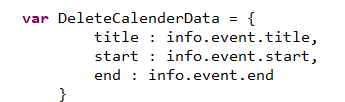 var DeleteCalenderData = {
title : info.event.title,
start : info.event.start,
end : info.event.end
}